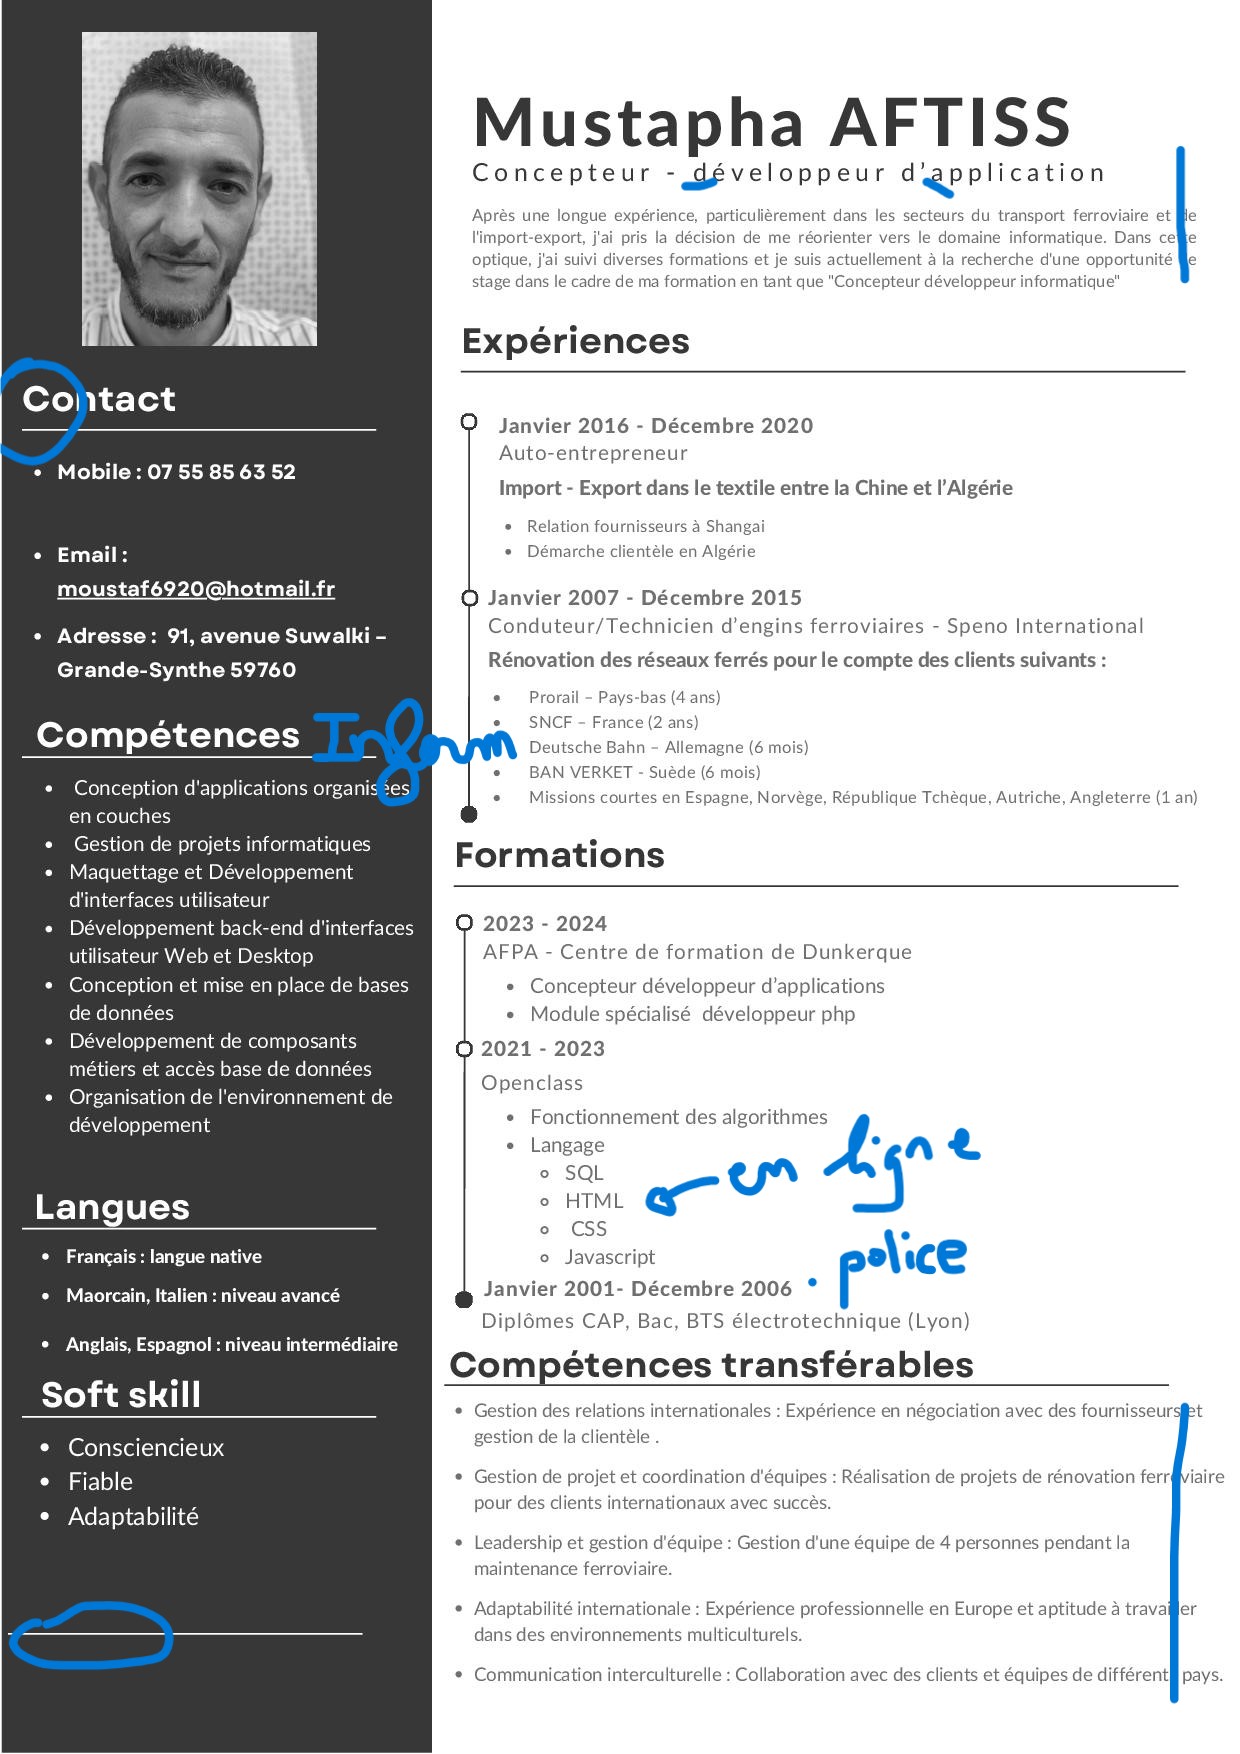 Mustapha AFTISS
Concepteur - développeur d’application
Après une longue expérience, particulièrement dans les secteurs du transport ferroviaire et de
l'import-export, j'ai pris la décision de me réorienter vers le domaine informatique. Dans cette
optique, j'ai suivi diverses formations et je suis actuellement à la recherche d'une opportunité de
stage dans le cadre de ma formation en tant que "Concepteur développeur informatique"
Contact
• Mobile : 07 55 85 63 52
• Email :
moustaf6920@hotmail.fr
• Adresse : 91, avenue Suwalki –
Grande-Synthe 59760
Compétences Inform
• Conception d'applications organisées
en couches
• Gestion de projets informatiques
• Maquettage et Développement
d'interfaces utilisateur
• Développement back-end d'interfaces
utilisateur Web et Desktop
• Conception et mise en place de bases
de données
• Développement de composants
métiers et accès base de données
• Organisation de l'environnement de
développement
Langues
• Français : langue native
• Maorcain, Italien : niveau avancé
• Anglais, Espagnol : niveau intermédiaire
Soft skill
• Consciencieux
• Fiable
• Adaptabilité
Expériences
Janvier 2016 - Décembre 2020
Auto-entrepreneur
Import - Export dans le textile entre la Chine et l’Algérie
• Relation fournisseurs à Shangai
• Démarche clientèle en Algérie
Janvier 2007 - Décembre 2015
Conduteur/Technicien d’engins ferroviaires - Speno International
Rénovation des réseaux ferrés pour le compte des clients suivants :
• Prorail – Pays-bas (4 ans)
• SNCF – France (2 ans)
• Deutsche Bahn – Allemagne (6 mois)
• BAN VERKET - Suède (6 mois)
• Missions courtes en Espagne, Norvège, République Tchèque, Autriche, Angleterre (1 an)
Formations
2023 - 2024
AFPA - Centre de formation de Dunkerque
• Concepteur développeur d’applications
• Module spécialisé développeur php
2021 - 2023
Openclass
• Fonctionnement des algorithmes
• Langage
SQL
HTML
CSS
Javascript
en ligne
• police
Janvier 2001- Décembre 2006
Diplômes CAP, Bac, BTS électrotechnique (Lyon)
Compétences transférables
• Gestion des relations internationales : Expérience en négociation avec des fournisseurs et
gestion de la clientèle .
• Gestion de projet et coordination d'équipes : Réalisation de projets de rénovation ferroviaire
pour des clients internationaux avec succès.
• Leadership et gestion d'équipe : Gestion d'une équipe de 4 personnes pendant la
maintenance ferroviaire.
• Adaptabilité internationale : Expérience professionnelle en Europe et aptitude à travailler
dans des environnements multiculturels.
• Communication interculturelle : Collaboration avec des clients et équipes de différents pays.